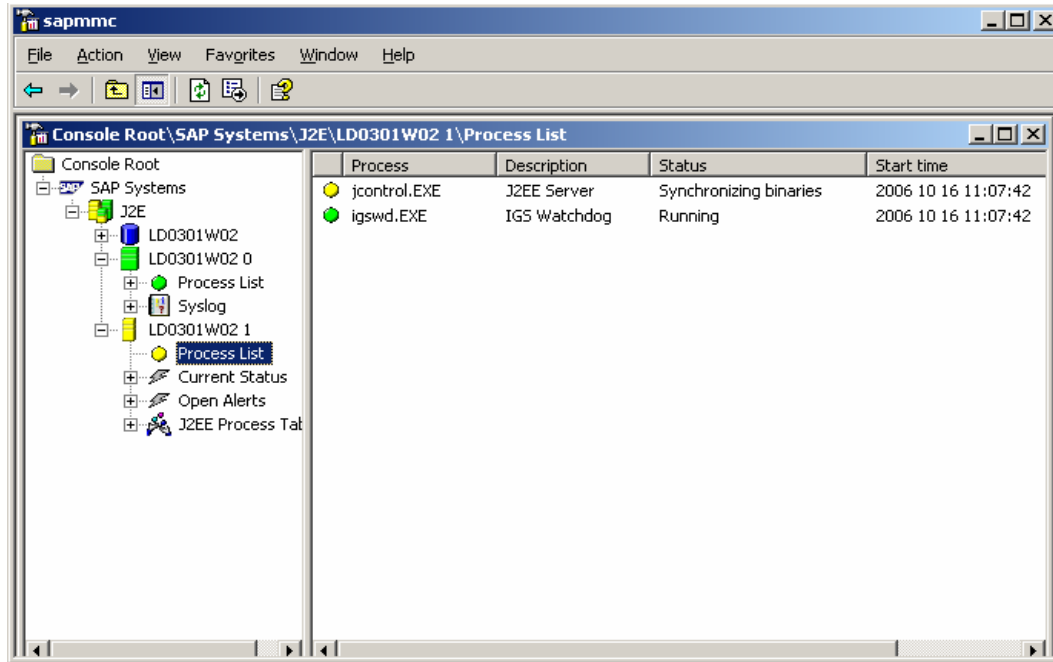 sapmmc
File Action View Favorites Window Help
Console Root\SAP Systems\J2E\LD0301W02 1\Process List
Console Root
SAP Systems
J2E
LD0301W02
LD0301W02 0
Process List
Syslog
LD0301W02 1
Process List
Current Status
Open Alerts
J2EE Process Tal
Process Description Status Start time
jcontrol.EXE J2EE Server Synchronizing binaries 2006 10 16 11:07:42
igswd.EXE IGS Watchdog Running 2006 10 16 11:07:42